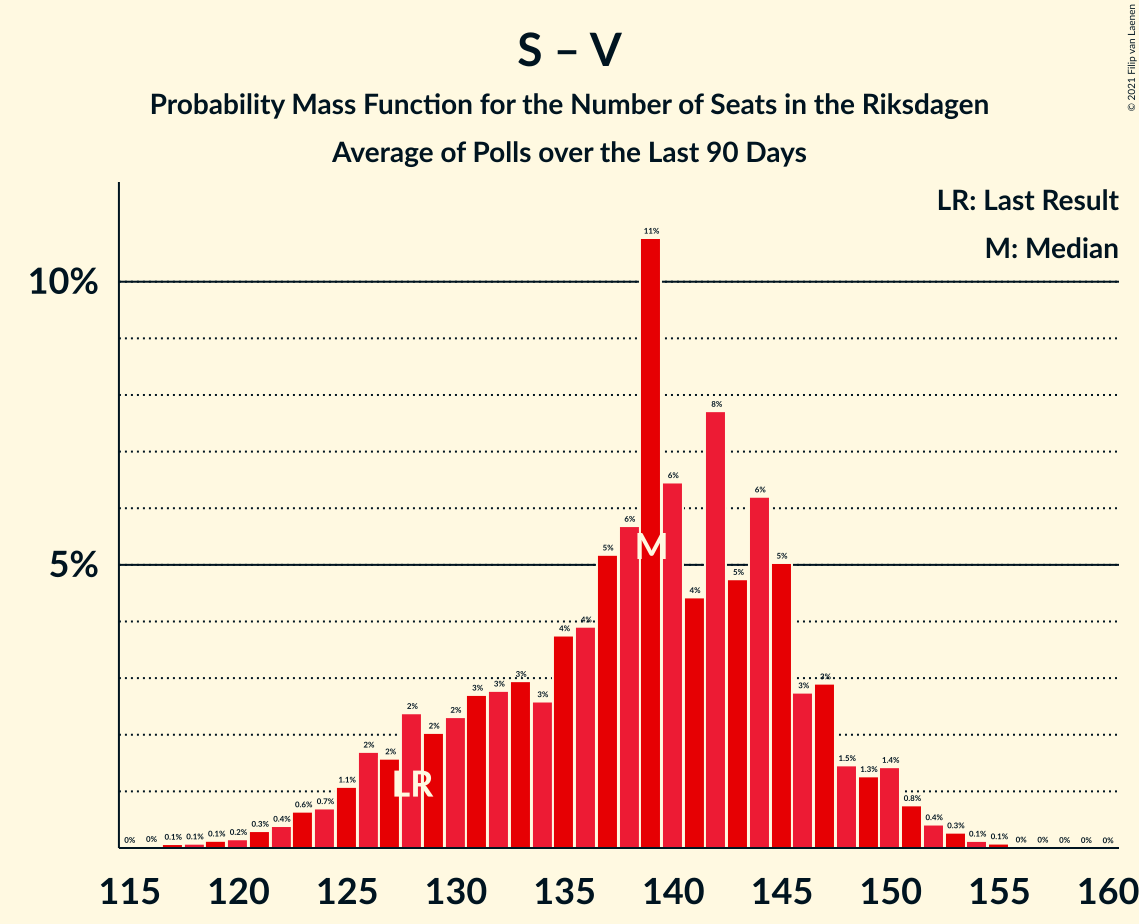 S – V
Probability Mass Function for the Number of Seats in the Riksdagen
Average of Polls over the Last 90 Days
© 2021 Filip van Laenen
LR: Last Result
M: Median
10%
5%
0% 0% 0.1% 0.1% 0.1% 0.2% 0.3% 0.4% 0.6% 0.7% 1.1% 2% 2% 2% 2% 2% 3% 3% 3% 3% 4% 4% 5% 6% 11% 6% 4% 8% 5% 6% 5% 3% 3% 1.5% 1.3% 1.4% 0.8% 0.4% 0.3% 0.1% 0.1% 0% 0% 0% 0% 0%
M
LR
115 120 125 130 135 140 145 150 155 160